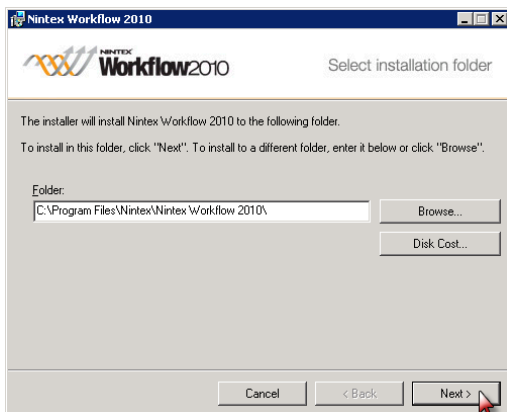 Nintex Workflow 2010
NINTEX
Workflow2010
Select installation folder
The installer will install Nintex Workflow 2010 to the following folder.
To install in this folder, click "Next". To install to a different folder, enter it below or click "Browse".
Folder:
C:\Program Files\Nintex\Nintex Workflow 2010\
Browse...
Disk Cost...
Cancel
< Back
Next >